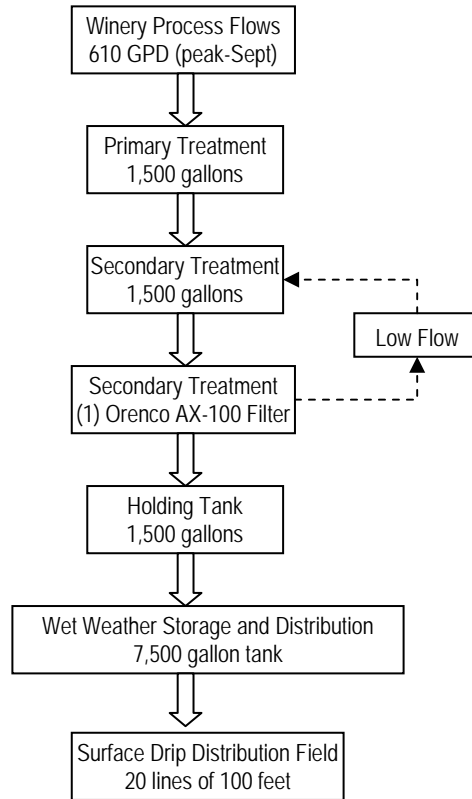 Winery Process Flows
610 GPD (peak-Sept)
Primary Treatment
1,500 gallons
Secondary Treatment
1,500 gallons
Low Flow
Secondary Treatment
(1) Orenco AX-100 Filter
Holding Tank
1,500 gallons
Wet Weather Storage and Distribution
7,500 gallon tank
Surface Drip Distribution Field
20 lines of 100 feet